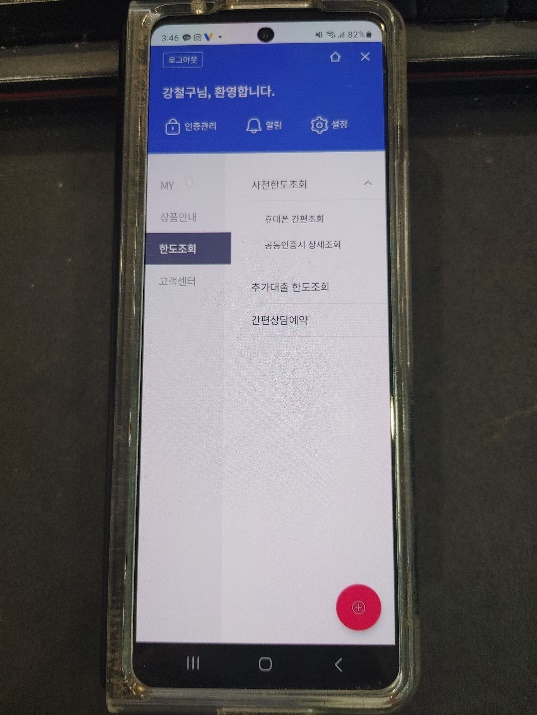 3:46
82%
로그아웃
강철구님, 환영합니다.
인증관리
알림
설정
MY
상품안내
한도조회
고객센터
사전한도조회
휴대폰 간편조회
공동인증서 상세조회
추가대출 한도조회
간편상담예약